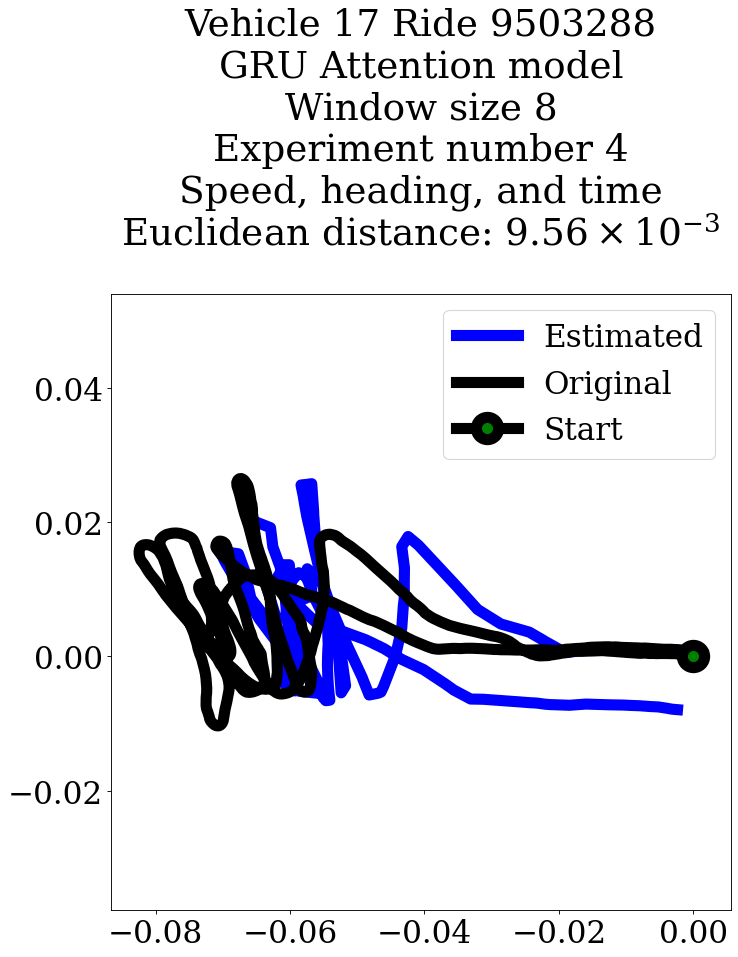 Vehicle 17 Ride 9503288
GRU Attention model
Window size 8
Experiment number 4
Speed, heading, and time
Euclidean distance: 9.56 × 10⁻³
Estimated
Original
Start
0.04
0.02
0.00
−0.02
−0.08 −0.06 −0.04 −0.02 0.00